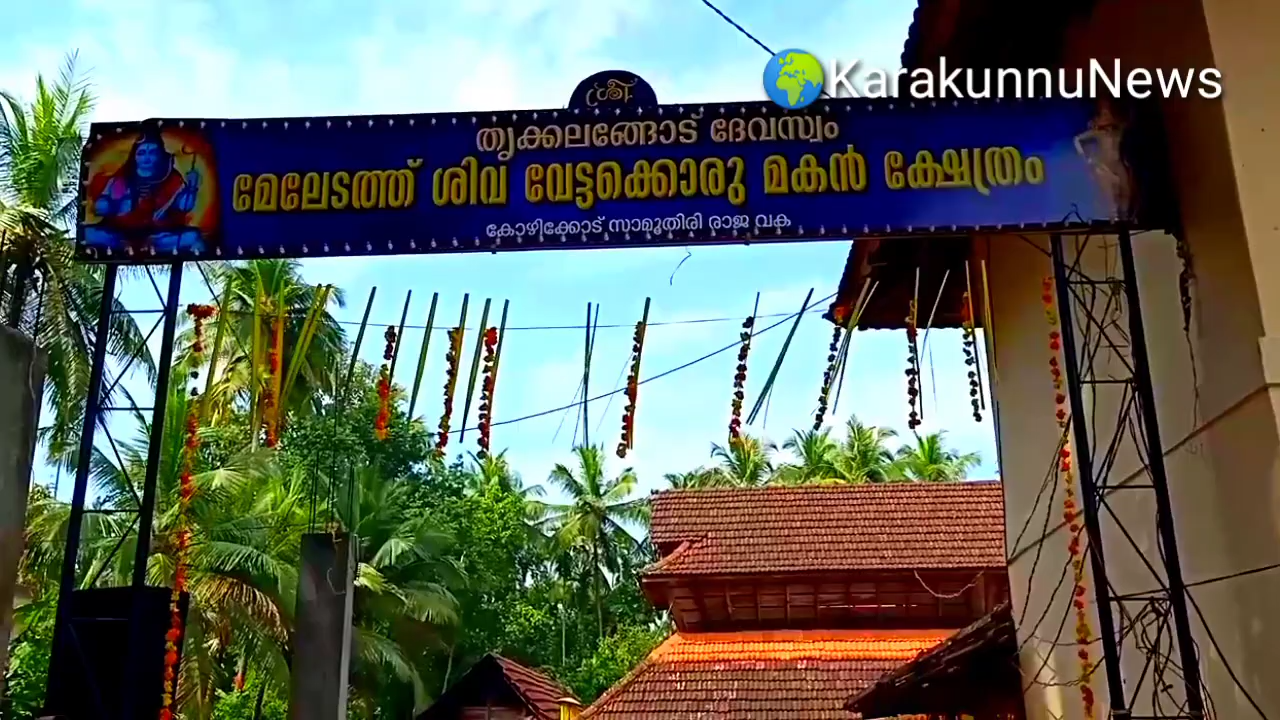 KarakunnuNews
തൃക്കലങ്ങോട് ദേവസ്വം
മേലേടത്ത് ശിവ വേട്ടക്കൊരു മകൻ ക്ഷേത്രം
കോഴിക്കോട് സാമൂതിരി രാജ വക